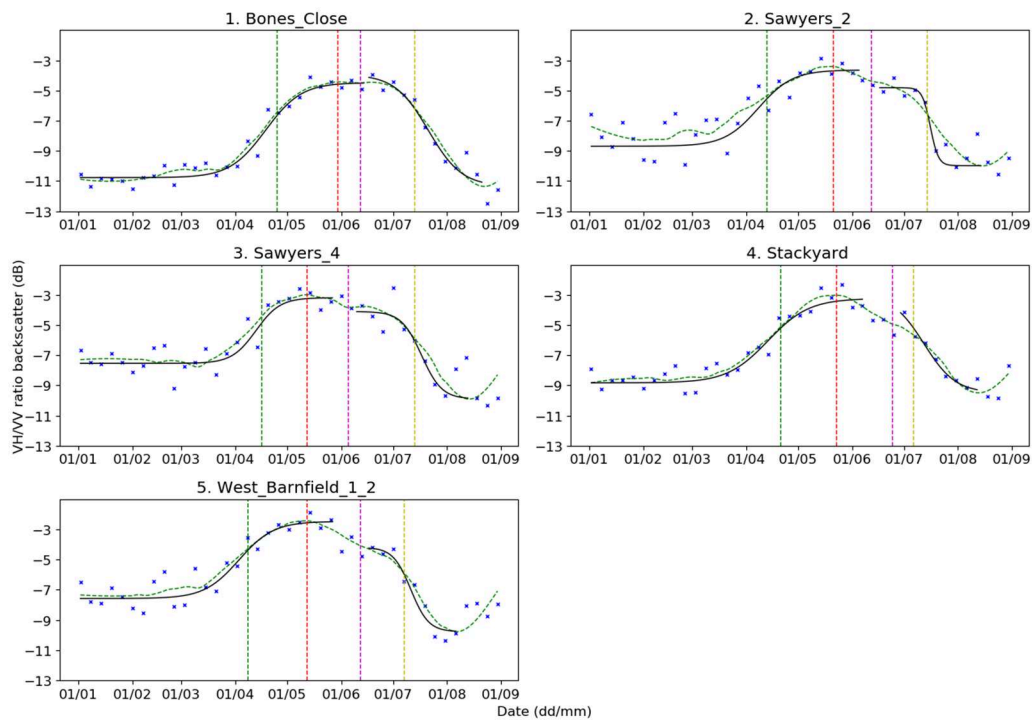 1. Bones_Close
2. Sawyers_2
−3
−5
−7
−9
−11
−13
01/01 01/02 01/03 01/04 01/05 01/06 01/07 01/08 01/09
−3
−5
−7
−9
−11
−13
01/01 01/02 01/03 01/04 01/05 01/06 01/07 01/08 01/09
3. Sawyers_4
4. Stackyard
VH/VV ratio backscatter (dB)
−3
−5
−7
−9
−11
−13
01/01 01/02 01/03 01/04 01/05 01/06 01/07 01/08 01/09
−3
−5
−7
−9
−11
−13
01/01 01/02 01/03 01/04 01/05 01/06 01/07 01/08 01/09
5. West_Barnfield_1_2
−3
−5
−7
−9
−11
−13
01/01 01/02 01/03 01/04 01/05 01/06 01/07 01/08 01/09
Date (dd/mm)